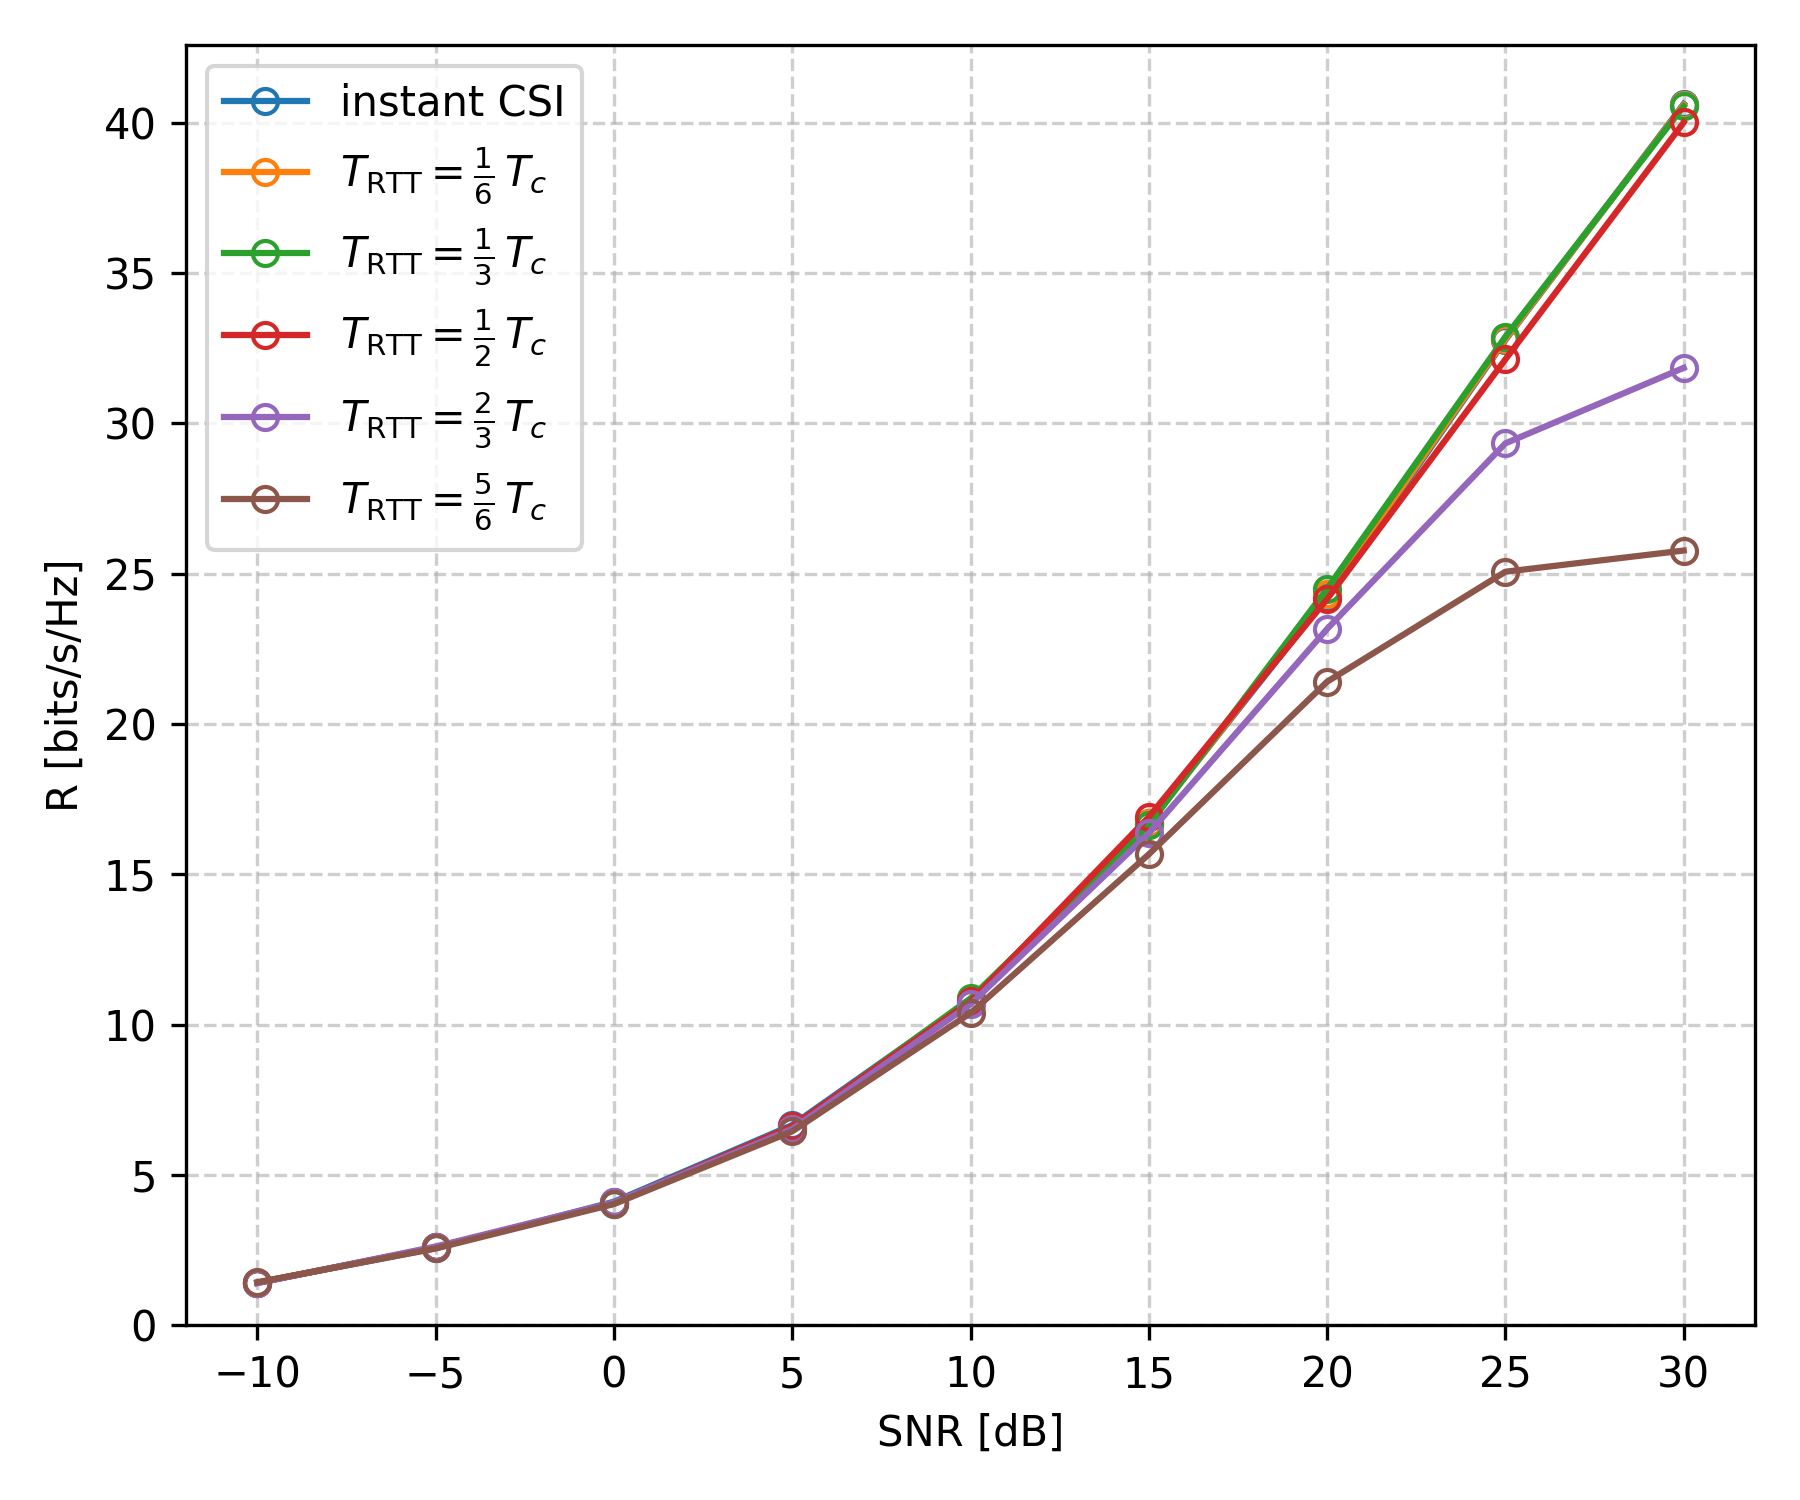 instant CSI
T_RTT = 1/6 T_c
T_RTT = 1/3 T_c
T_RTT = 1/2 T_c
T_RTT = 2/3 T_c
T_RTT = 5/6 T_c
40
35
30
25
20
15
10
5
0
R [bits/s/Hz]
−10 −5 0 5 10 15 20 25 30
SNR [dB]